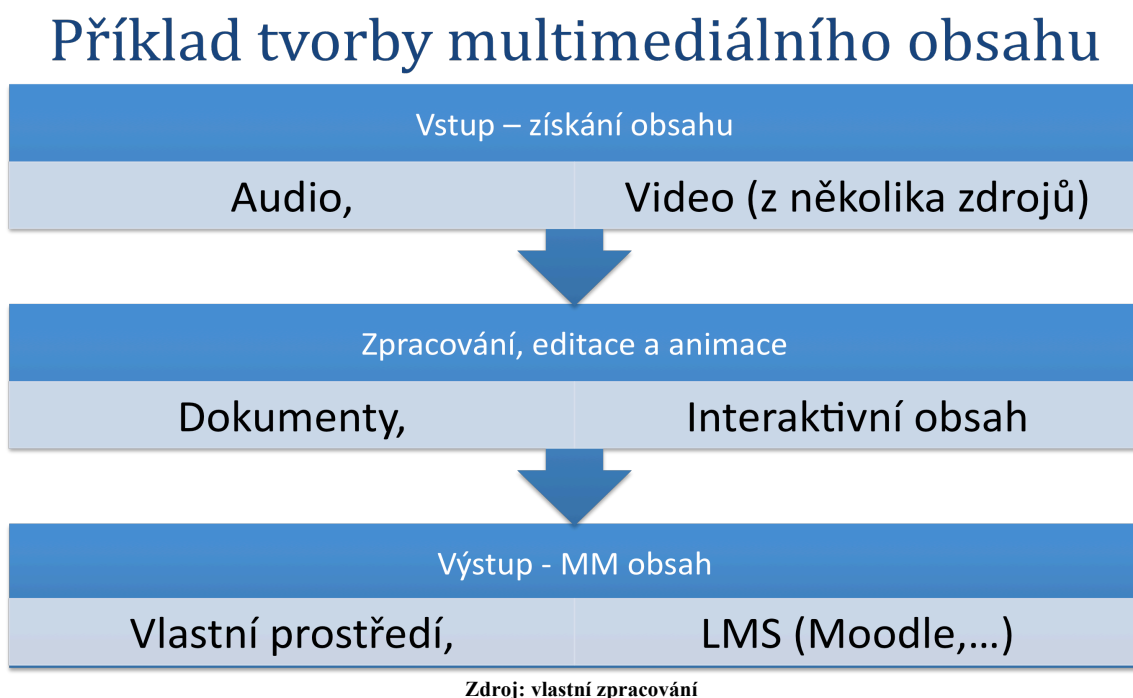 Příklad tvorby multimediálního obsahu
Vstup – získání obsahu
Audio,
Video (z několika zdrojů)
Zpracování, editace a animace
Dokumenty,
Interaktivní obsah
Výstup - MM obsah
Vlastní prostředí,
LMS (Moodle,...)
Zdroj: vlastní zpracování